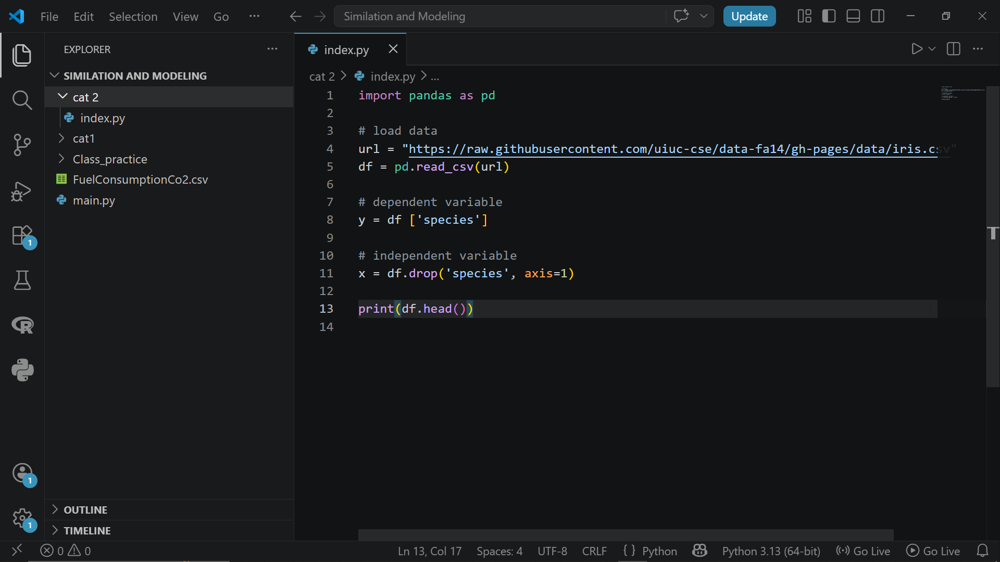 File Edit Selection View Go ··· Similation and Modeling Update
EXPLORER ···
SIMILATION AND MODELING
cat 2
index.py
cat1
Class_practice
FuelConsumptionCo2.csv
main.py
OUTLINE
TIMELINE
index.py
cat 2 > index.py > ...
1 import pandas as pd
2
3 # load data
4 url = "https://raw.githubusercontent.com/uiuc-cse/data-fa14/gh-pages/data/iris.csv"
5 df = pd.read_csv(url)
6
7 # dependent variable
8 y = df ['species']
9
10 # independent variable
11 x = df.drop('species', axis=1)
12
13 print(df.head())
14
1
1
1
0 0 Ln 13, Col 17 Spaces: 4 UTF-8 CRLF {} Python Python 3.13 (64-bit) Go Live Go Live